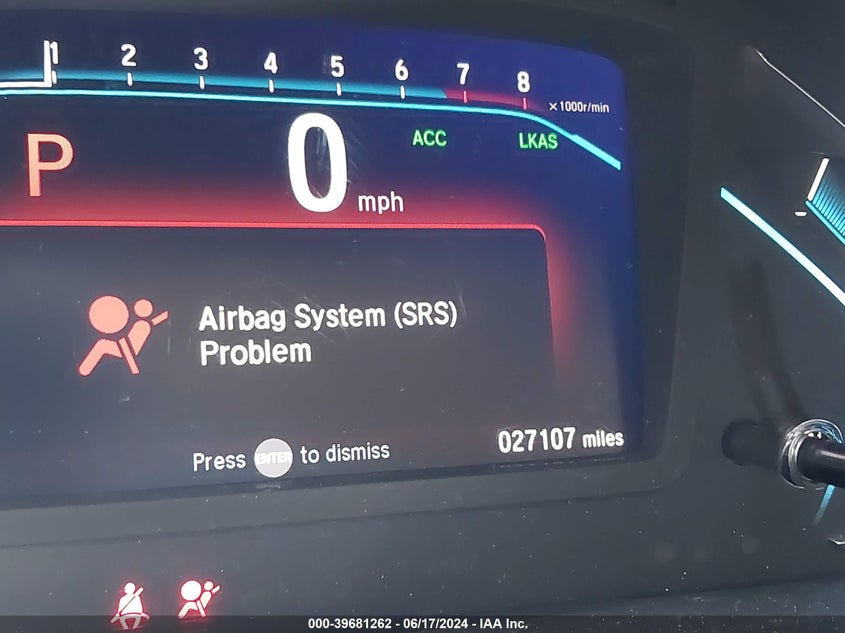 1 2 3 4 5 6 7 8
×1000r/min
ACC LKAS
P 0 mph
Airbag System (SRS)
Problem
Press ENTER to dismiss
027107 miles
000-39681262 - 06/17/2024 - IAA Inc.